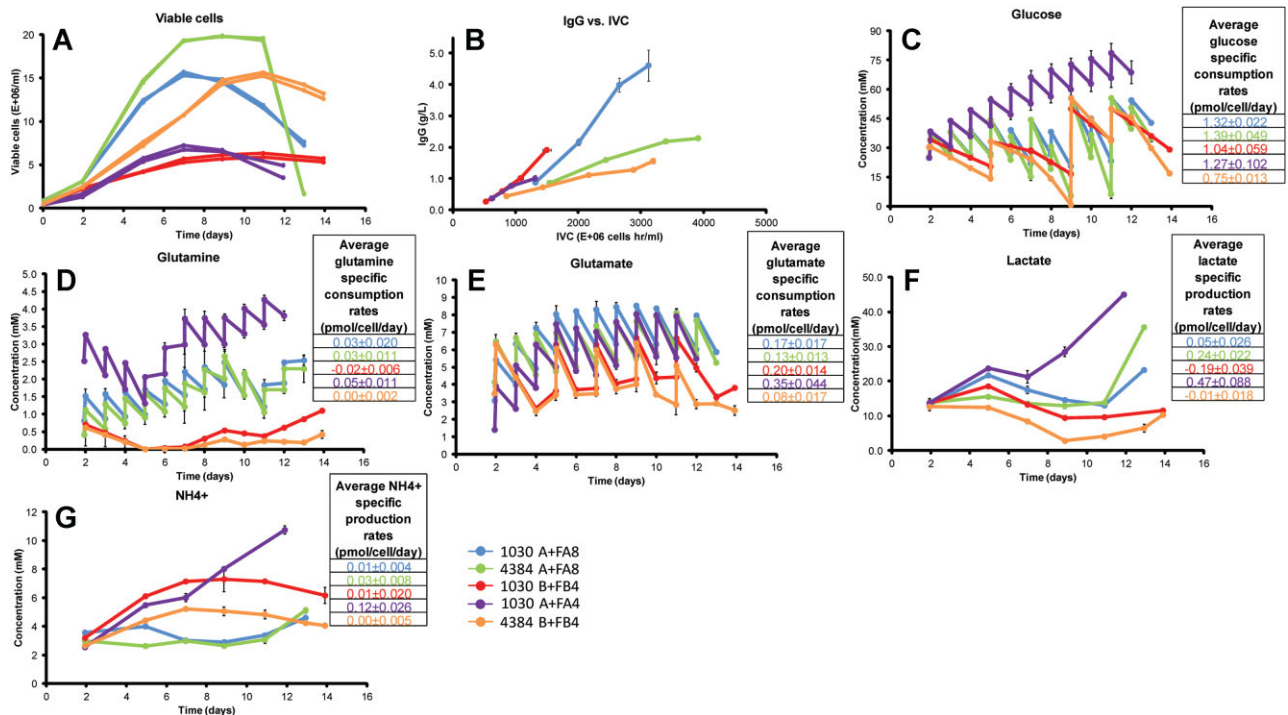 A
Viable cells
Viable cells (E+06/ml)
20
15
10
5
0
0 2 4 6 8 10 12 14 16
Time (days)
B
IgG vs. IVC
IgG (g/L)
5.0
4.0
3.0
2.0
1.0
0.0
0 1000 2000 3000 4000 5000
IVC (E+06 cells hr/ml)
C
Glucose
Concentration (mM)
90
75
60
45
30
15
0
0 2 4 6 8 10 12 14 16
Time (days)
Average
glucose
specific
consumption
rates
(pmol/cell/day)
1.32±0.022
1.39±0.049
1.04±0.059
1.27±0.102
0.75±0.013
D
Glutamine
Concentration (mM)
5.0
4.5
4.0
3.5
3.0
2.5
2.0
1.5
1.0
0.5
0.0
0 2 4 6 8 10 12 14 16
Time (days)
Average
glutamine
specific
consumption
rates
(pmol/cell/day)
0.03±0.020
0.03±0.011
-0.02±0.006
0.05±0.011
0.00±0.002
E
Glutamate
Concentration (mM)
10
9
8
7
6
5
4
3
2
1
0
0 2 4 6 8 10 12 14 16
Time (days)
Average
glutamate
specific
consumption
rates
(pmol/cell/day)
0.17±0.017
0.13±0.013
0.20±0.014
0.35±0.044
0.08±0.017
F
Lactate
Concentration(mM)
50.0
40.0
30.0
20.0
10.0
0.0
0 2 4 6 8 10 12 14 16
Time (days)
Average
lactate
specific
production
rates
(pmol/cell/day)
0.05±0.026
0.24±0.022
-0.19±0.039
0.47±0.088
-0.01±0.018
G
NH4+
Concentration (mM)
12
10
8
6
4
2
0
0 2 4 6 8 10 12 14 16
Time (days)
Average NH4+
specific
production
rates
(pmol/cell/day)
0.01±0.004
0.03±0.008
0.01±0.020
0.12±0.026
0.00±0.005
1030 A+FA8
4384 A+FA8
1030 B+FB4
1030 A+FA4
4384 B+FB4